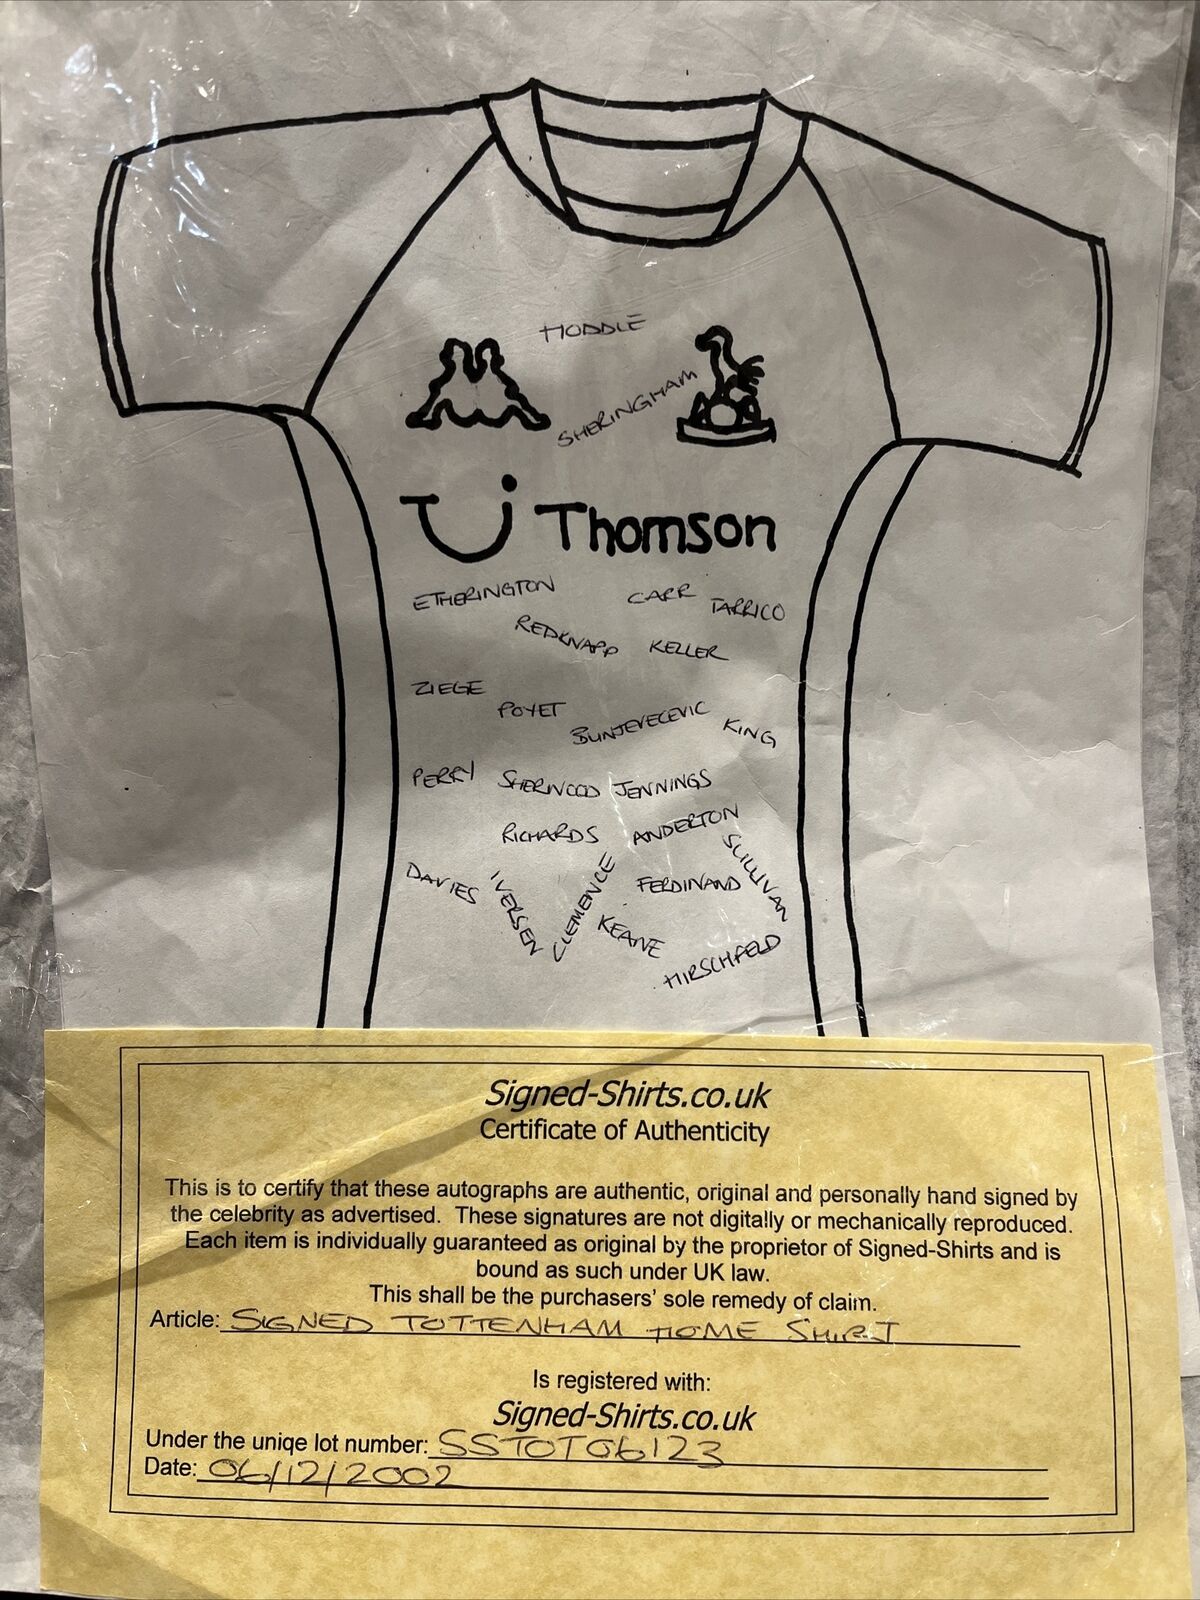 HODDLE
SHERINGHAM
Thomson
ETHERINGTON CARR TARRICO
REDKNAPP KELLER
ZIEGE
POYET BUNJEVECEVIC KING
PERRY SHERWOOD JENNINGS
RICHARDS ANDERTON
SULLIVAN
DAVIES IVERSEN CLEMENCE FERDINAND
KEANE
HIRSCHFELD
Signed-Shirts.co.uk
Certificate of Authenticity
This is to certify that these autographs are authentic, original and personally hand signed by
the celebrity as advertised. These signatures are not digitally or mechanically reproduced.
Each item is individually guaranteed as original by the proprietor of Signed-Shirts and is
bound as such under UK law.
This shall be the purchasers' sole remedy of claim.
Article: SIGNED TOTTENHAM HOME SHIRT
Is registered with:
Signed-Shirts.co.uk
Under the uniqe lot number: SSTOT06123
Date: 06/12/2002